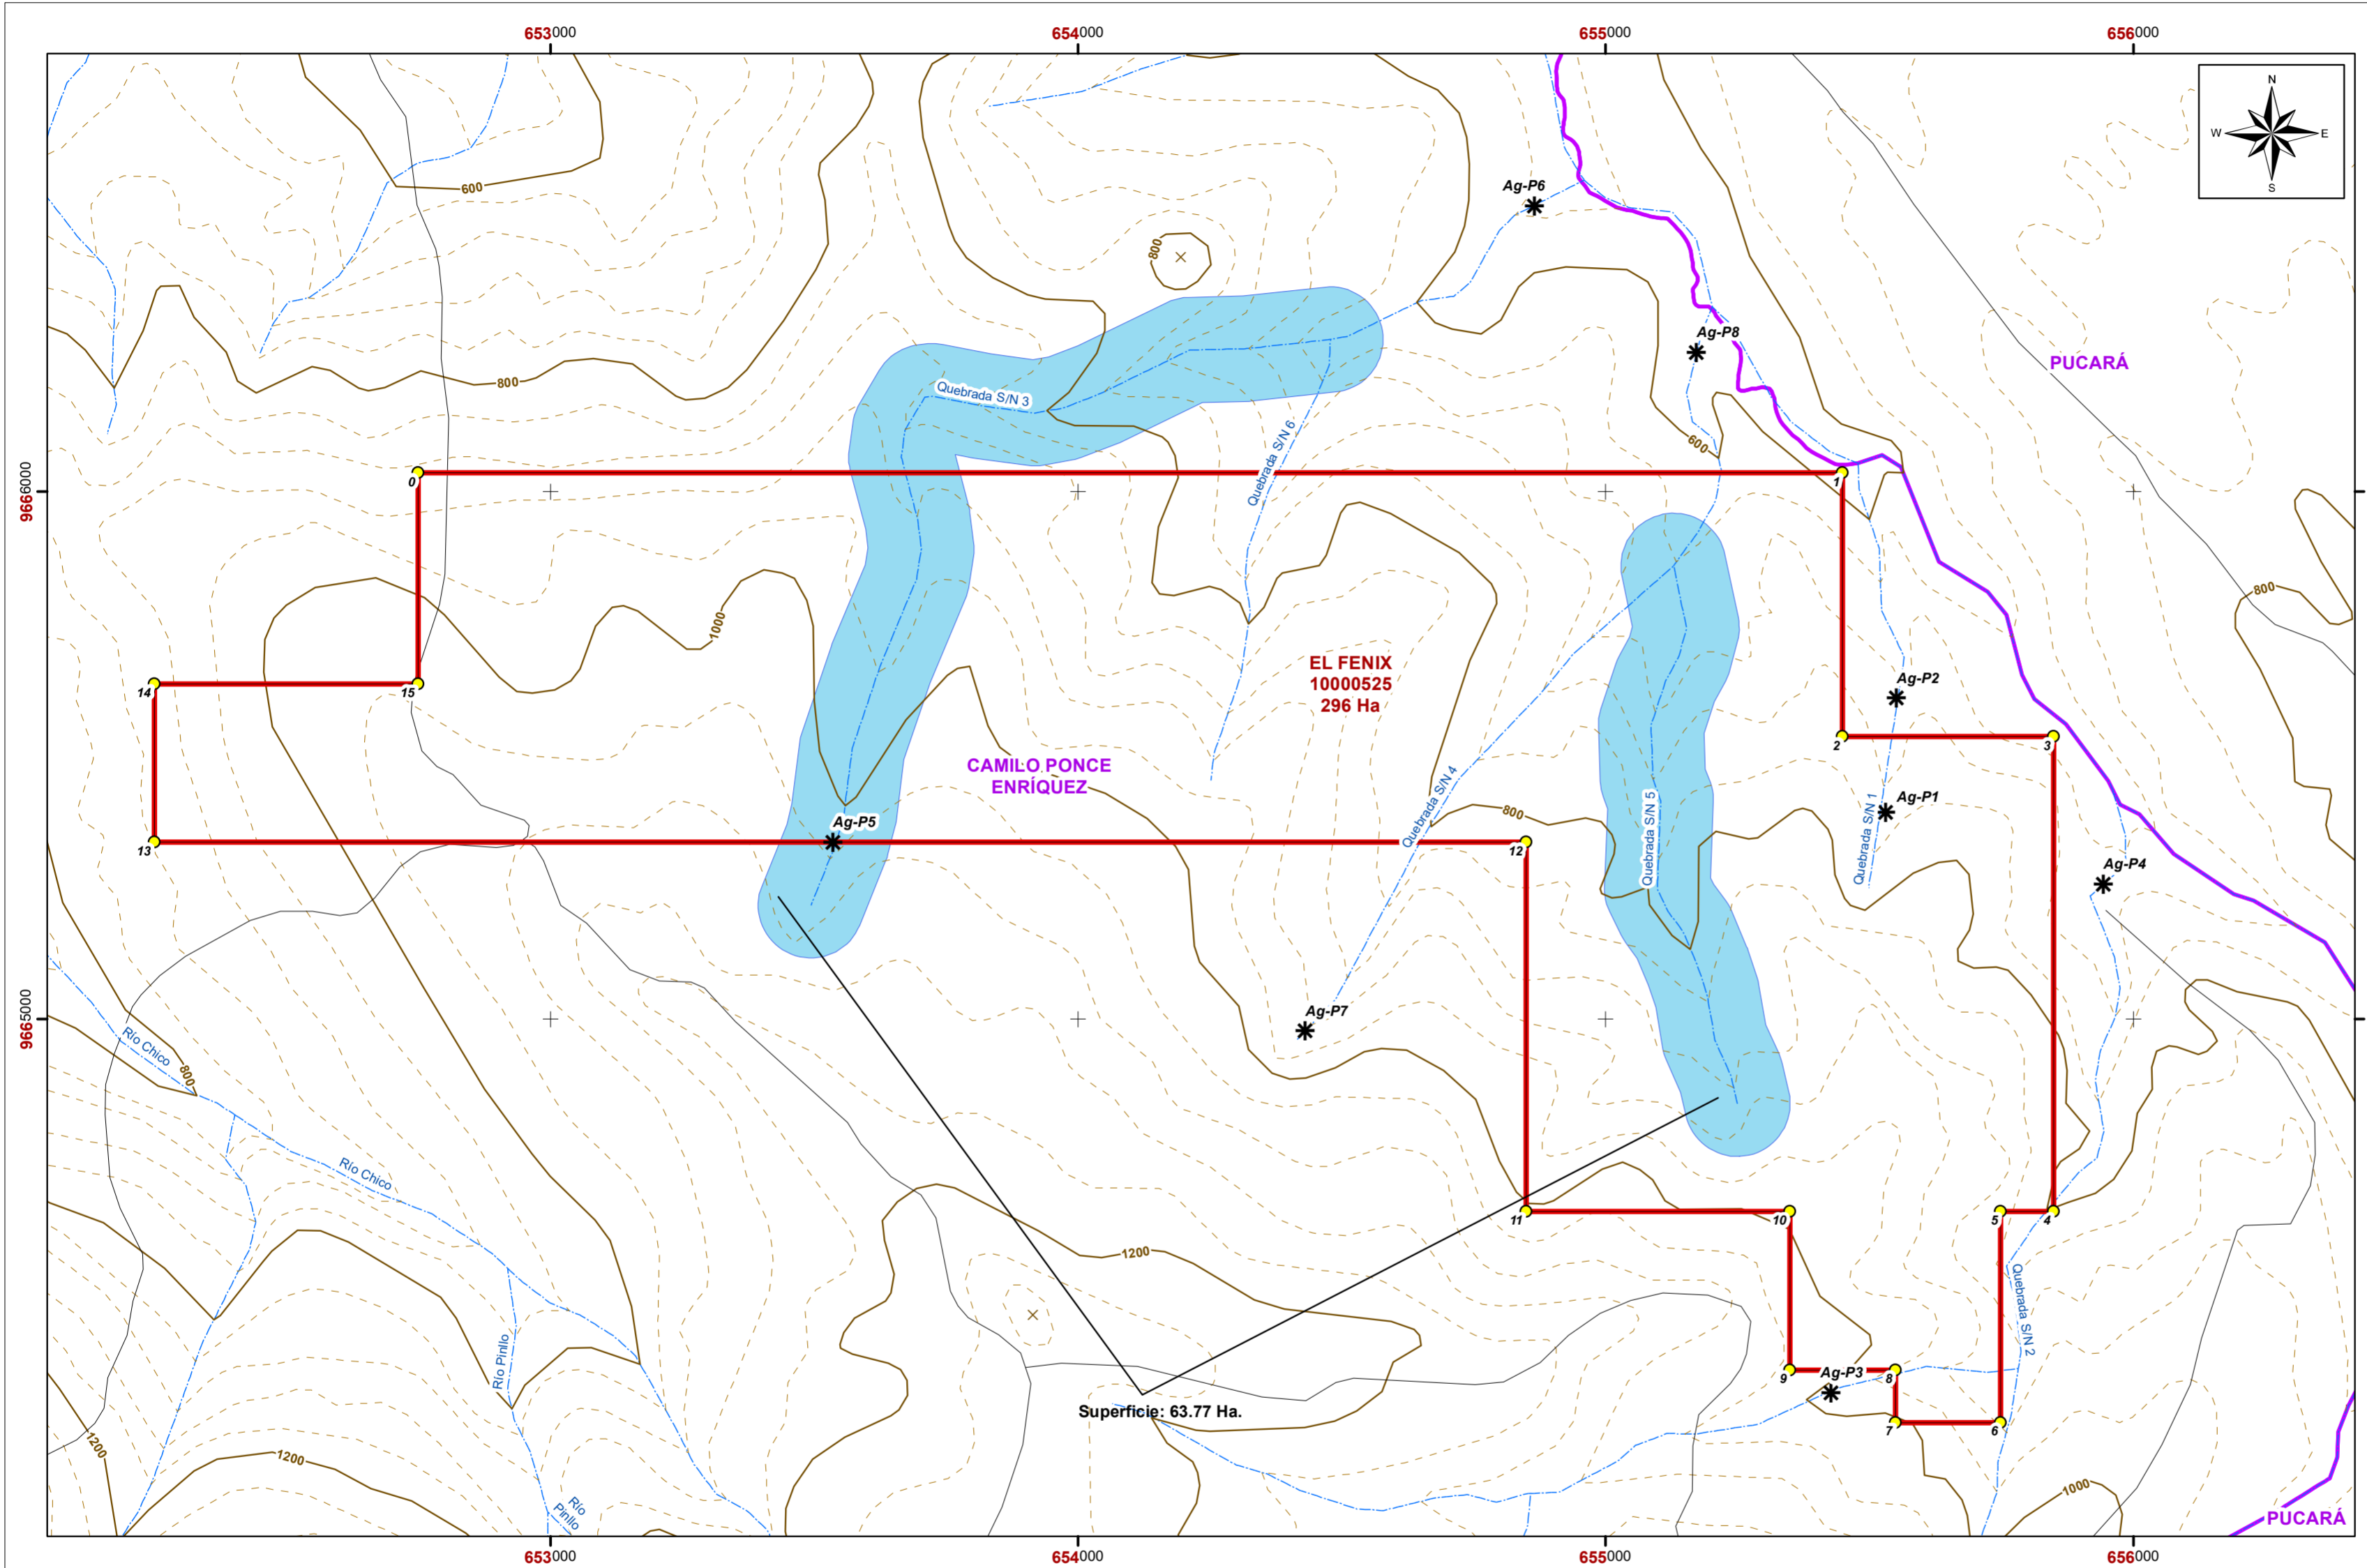 653000
654000
655000
656000
N
W
E
S
Ag-P6
600
800
Ag-P8
PUCARÁ
800
Quebrada S/N 3
Quebrada S/N 6
600
0
1
9666000
800
1000
EL FENIX
10000525
296 Ha
Ag-P2
14
15
2
3
CAMILO PONCE
ENRÍQUEZ
Quebrada S/N 4
800
Quebrada S/N 5
Quebrada S/N 1
Ag-P1
Ag-P5
13
12
Ag-P4
9665000
Ag-P7
Río Chico
800
Río Chico
11
10
5
4
1200
Quebrada S/N 2
Río Pinllo
9
Ag-P3
8
Superficie: 63.77 Ha.
7
6
1200
1200
Río
Pinllo
1000
PUCARÁ
653000
654000
655000
656000